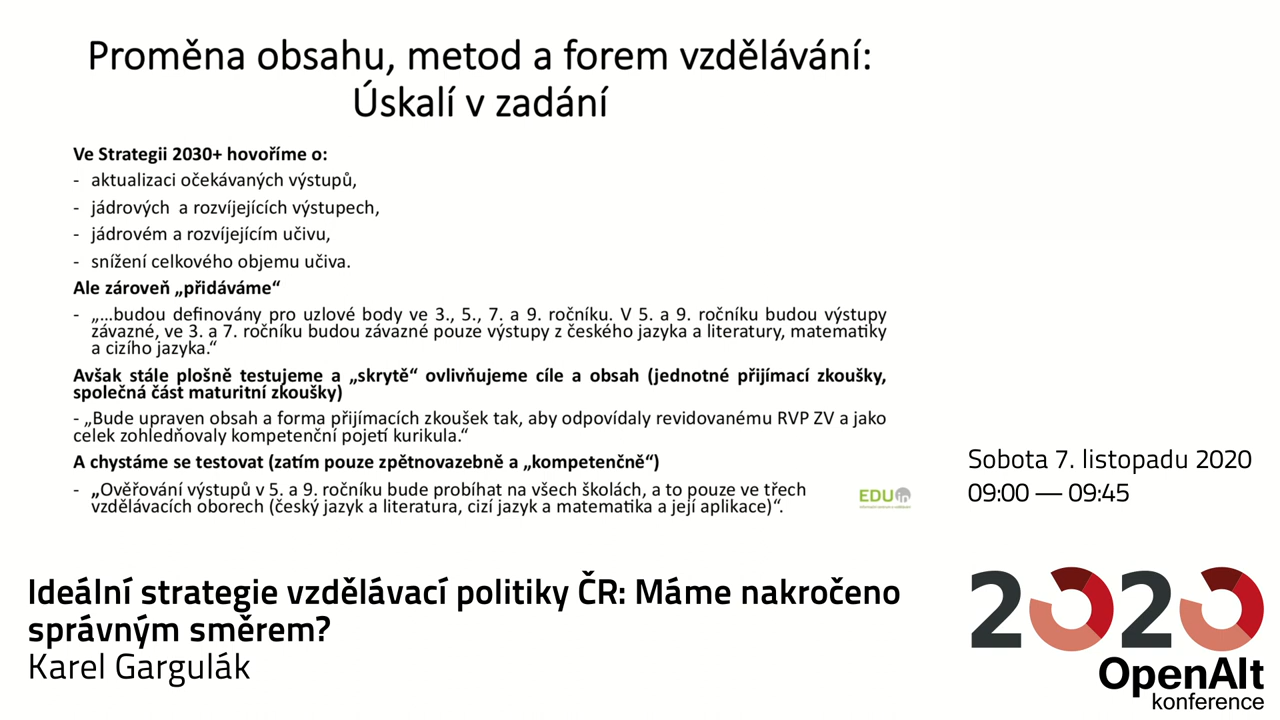 Proměna obsahu, metod a forem vzdělávání:
Úskalí v zadání
Ve Strategii 2030+ hovoříme o:
- aktualizaci očekávaných výstupů,
- jádrových a rozvíjejících výstupech,
- jádrovém a rozvíjejícím učivu,
- snížení celkového objemu učiva.
Ale zároveň „přidáváme“
- „…budou definovány pro uzlové body ve 3., 5., 7. a 9. ročníku. V 5. a 9. ročníku budou výstupy
závazné, ve 3. a 7. ročníku budou závazné pouze výstupy z českého jazyka a literatury, matematiky
a cizího jazyka.“
Avšak stále plošně testujeme a „skrytě“ ovlivňujeme cíle a obsah (jednotné přijímací zkoušky,
společná část maturitní zkoušky)
- „Bude upraven obsah a forma přijímacích zkoušek tak, aby odpovídaly revidovanému RVP ZV a jako
celek zohledňovaly kompetenční pojetí kurikula.“
A chystáme se testovat (zatím pouze zpětnovazebně a „kompetenčně“)
- „Ověřování výstupů v 5. a 9. ročníku bude probíhat na všech školách, a to pouze ve třech
vzdělávacích oborech (český jazyk a literatura, cizí jazyk a matematika a její aplikace)“.
EDUin
Sobota 7. listopadu 2020
09:00 — 09:45
Ideální strategie vzdělávací politiky ČR: Máme nakročeno
správným směrem?
Karel Gargulák
2020
OpenAlt
konference